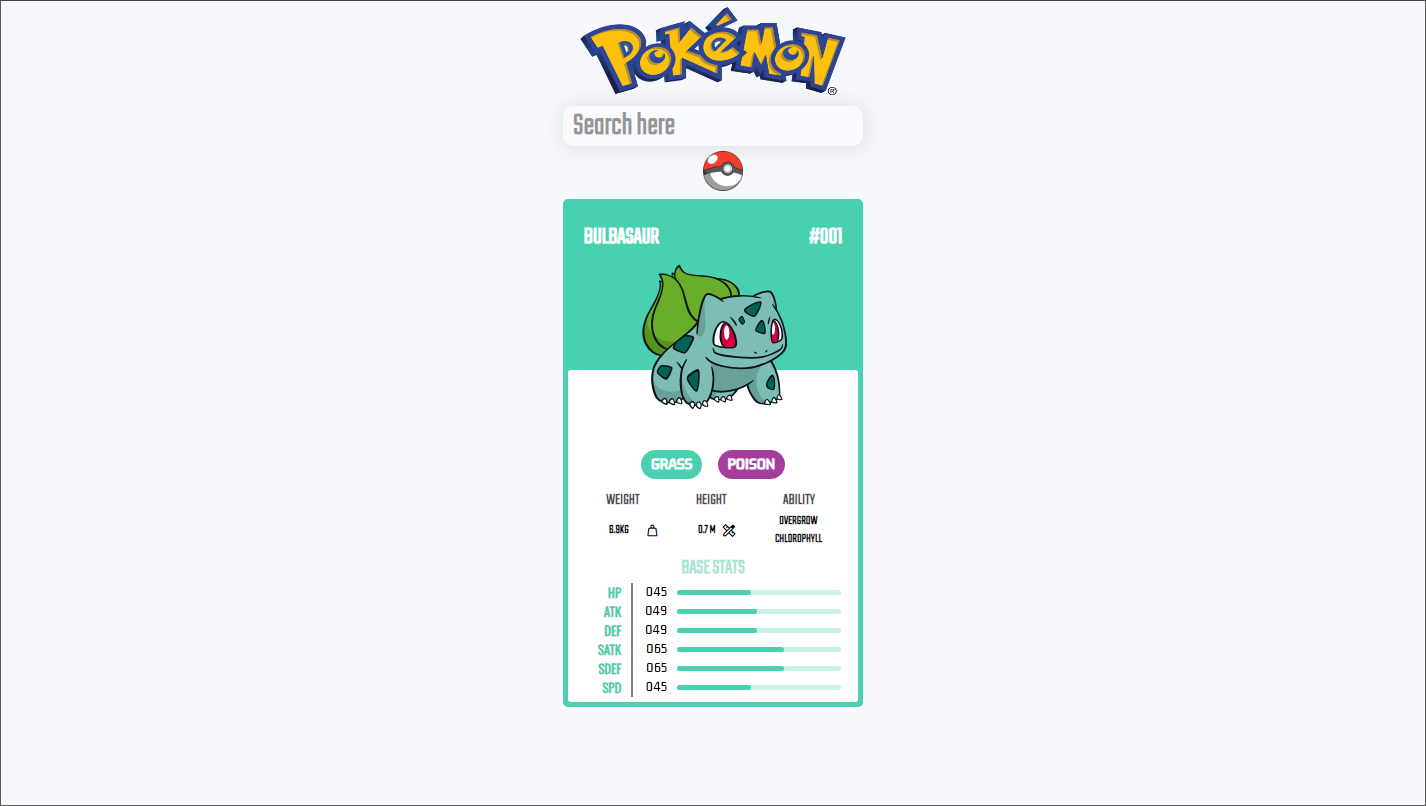 POKéMON
®
Search here
BULBASAUR #001
GRASS POISON
WEIGHT HEIGHT ABILITY
6.9KG 0.7 M OVERGROW
CHLOROPHYLL
BASE STATS
HP 045
ATK 049
DEF 049
SATK 065
SDEF 065
SPD 045